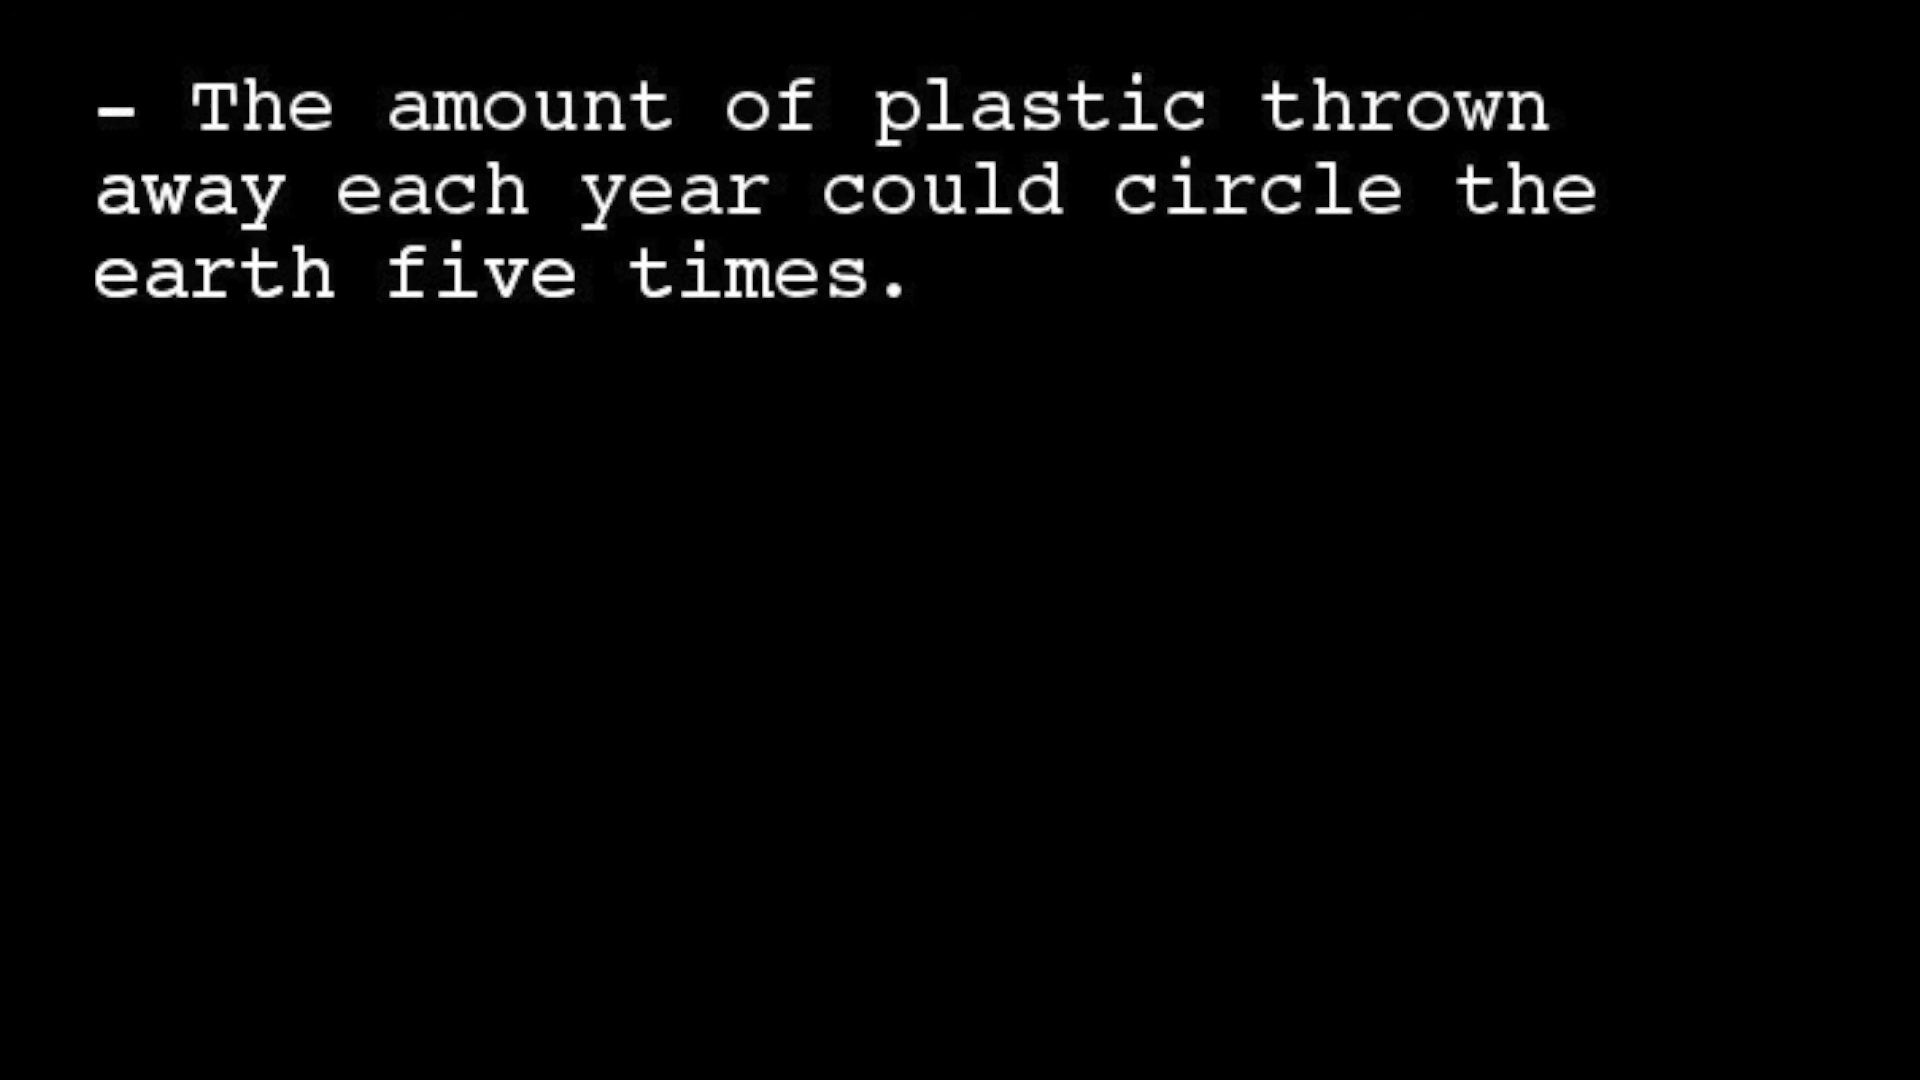 - The amount of plastic thrown
away each year could circle the
earth five times.